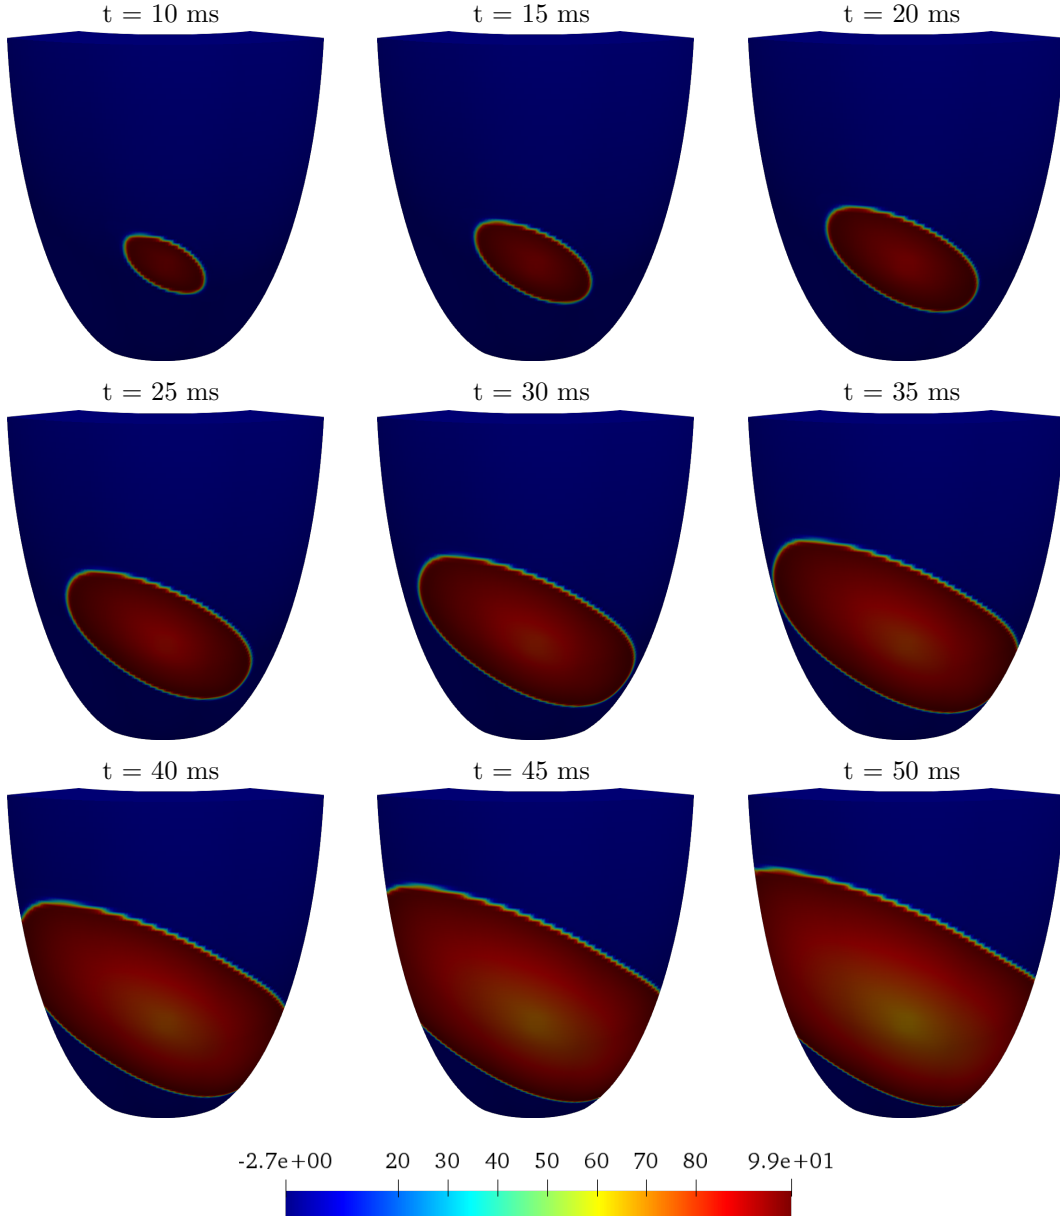 t = 10 ms t = 15 ms t = 20 ms
t = 25 ms t = 30 ms t = 35 ms
t = 40 ms t = 45 ms t = 50 ms
-2.7e+00 20 30 40 50 60 70 80 9.9e+01